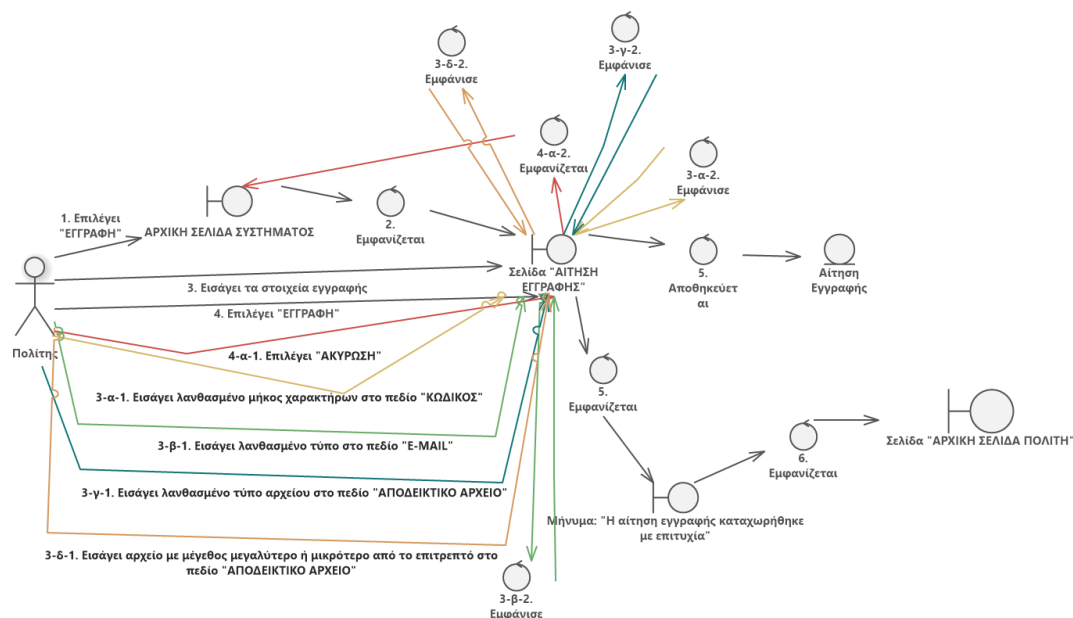 3-δ-2.
Εμφάνισε
3-γ-2.
Εμφάνισε
4-α-2.
Εμφανίζεται
3-α-2.
Εμφάνισε
1. Επιλέγει
"ΕΓΓΡΑΦΗ"
ΑΡΧΙΚΗ ΣΕΛΙΔΑ ΣΥΣΤΗΜΑΤΟΣ
2.
Εμφανίζεται
Σελίδα "ΑΙΤΗΣΗ
ΕΓΓΡΑΦΗΣ"
5.
Αποθηκεύετ
αι
Αίτηση
Εγγραφής
3. Εισάγει τα στοιχεία εγγραφής
4. Επιλέγει "ΕΓΓΡΑΦΗ"
Πολίτης
4-α-1. Επιλέγει "ΑΚΥΡΩΣΗ"
3-α-1. Εισάγει λανθασμένο μήκος χαρακτήρων στο πεδίο "ΚΩΔΙΚΟΣ"
5.
Εμφανίζεται
3-β-1. Εισάγει λανθασμένο τύπο στο πεδίο "E-MAIL"
6.
Εμφανίζεται
Σελίδα "ΑΡΧΙΚΗ ΣΕΛΙΔΑ ΠΟΛΙΤΗ"
3-γ-1. Εισάγει λανθασμένο τύπο αρχείου στο πεδίο "ΑΠΟΔΕΙΚΤΙΚΟ ΑΡΧΕΙΟ"
Μήνυμα: "Η αίτηση εγγραφής καταχωρήθηκε
με επιτυχία"
3-δ-1. Εισάγει αρχείο με μέγεθος μεγαλύτερο ή μικρότερο από το επιτρεπτό στο
πεδίο "ΑΠΟΔΕΙΚΤΙΚΟ ΑΡΧΕΙΟ"
3-β-2.
Εμφάνισε